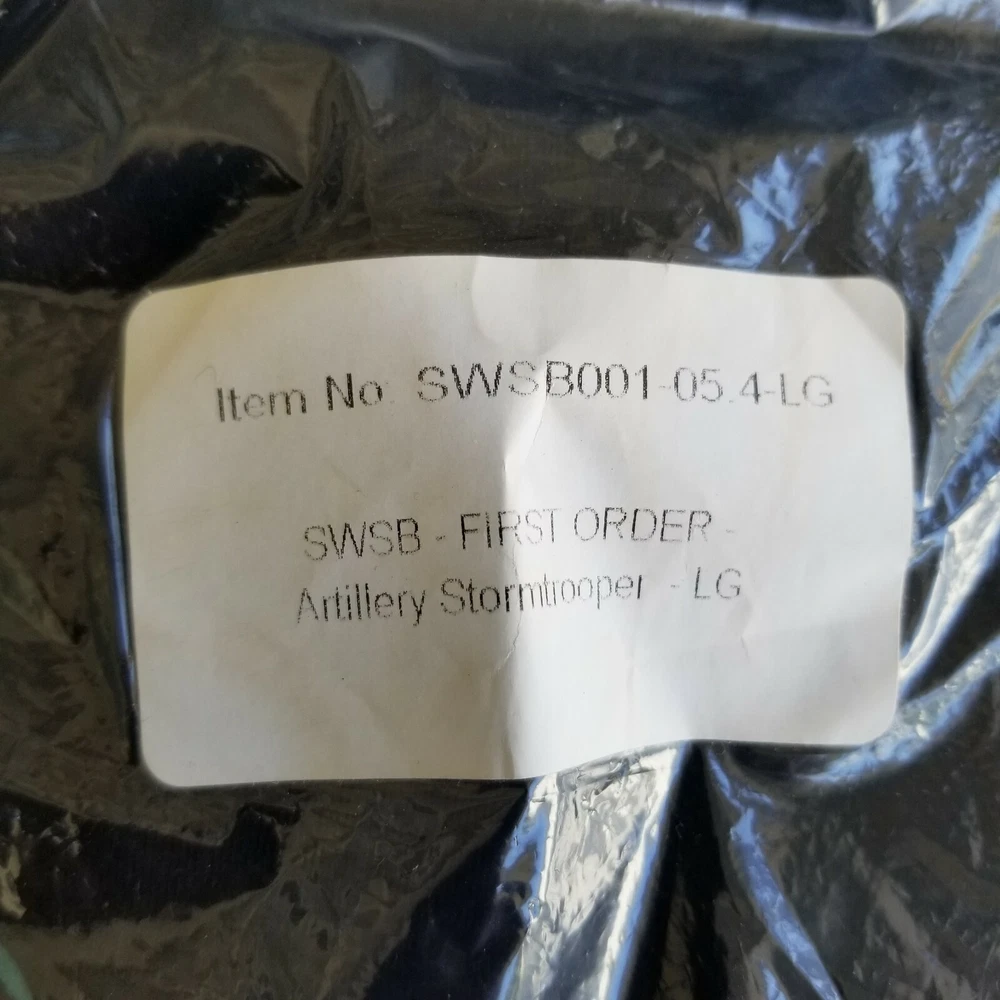 Item No: SWSB001-05.4-LG
SWSB - FIRST ORDER -
Artillery Stormtrooper - LG